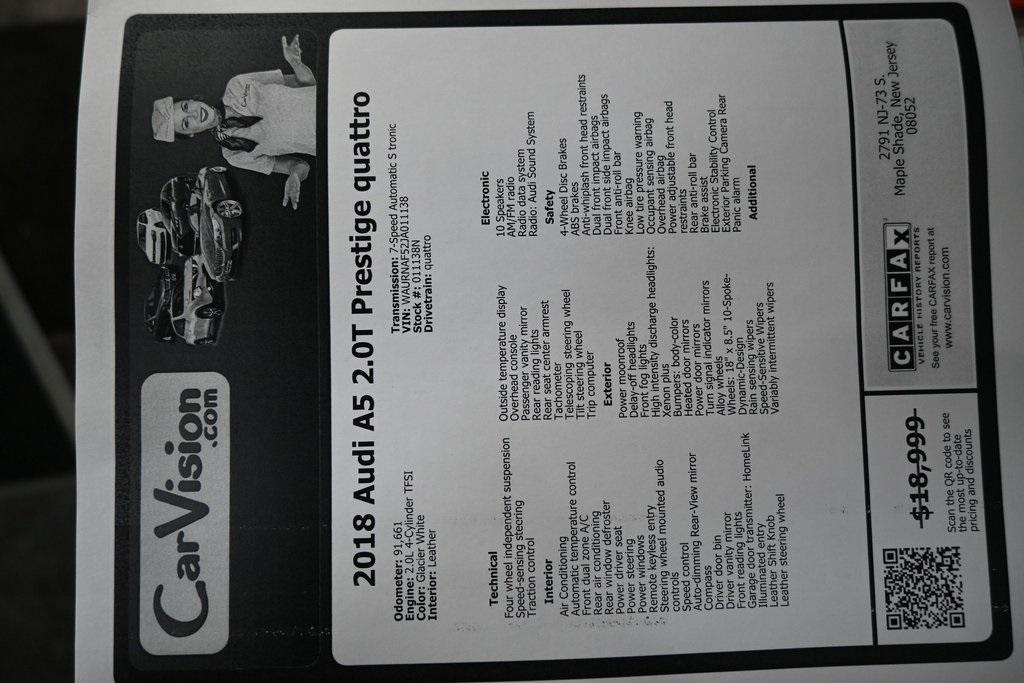 CarVision
.com
2018 Audi A5 2.0T Prestige quattro
Odometer: 91,661
Engine: 2.0L 4-Cylinder TFSI
Color: Glacier White
Interior: Leather
Transmission: 7-Speed Automatic S tronic
VIN: WAURNAF52JA011138
Stock #: 011138N
Drivetrain: quattro
Technical
Four wheel independent suspension
Speed-sensing steering
Traction control
Interior
Air Conditioning
Automatic temperature control
Front dual zone A/C
Rear air conditioning
Rear window defroster
Power driver seat
Power steering
Power windows
Remote keyless entry
Steering wheel mounted audio
controls
Speed control
Auto-dimming Rear-View mirror
Compass
Driver door bin
Driver vanity mirror
Front reading lights
Garage door transmitter: HomeLink
Illuminated entry
Leather Shift Knob
Leather steering wheel
Outside temperature display
Overhead console
Passenger vanity mirror
Rear reading lights
Rear seat center armrest
Tachometer
Telescoping steering wheel
Tilt steering wheel
Trip computer
Exterior
Power moonroof
Delay-off headlights
Front fog lights
High intensity discharge headlights:
Xenon plus
Bumpers: body-color
Heated door mirrors
Power door mirrors
Turn signal indicator mirrors
Alloy wheels
Wheels: 18" x 8.5" 10-Spoke-
Dynamic-Design
Rain sensing wipers
Speed-Sensitive Wipers
Variably intermittent wipers
Electronic
10 Speakers
AM/FM radio
Radio data system
Radio: Audi Sound System
Safety
4-Wheel Disc Brakes
ABS brakes
Anti-whiplash front head restraints
Dual front impact airbags
Dual front side impact airbags
Front anti-roll bar
Knee airbag
Low tire pressure warning
Occupant sensing airbag
Overhead airbag
Power adjustable front head
restraints
Rear anti-roll bar
Brake assist
Electronic Stability Control
Exterior Parking Camera Rear
Panic alarm
Additional
$18,999
Scan the QR code to see
the most up-to-date
pricing and discounts
CARFAX
VEHICLE HISTORY REPORTS
See your free CARFAX report at
www.carvision.com
2791 NJ-73 S.
Maple Shade, New Jersey
08052